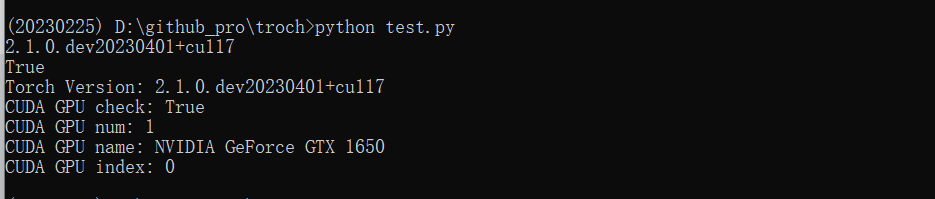 (20230225) D:\github_pro\troch>python test.py
2.1.0.dev20230401+cu117
True
Torch Version: 2.1.0.dev20230401+cu117
CUDA GPU check: True
CUDA GPU num: 1
CUDA GPU name: NVIDIA GeForce GTX 1650
CUDA GPU index: 0